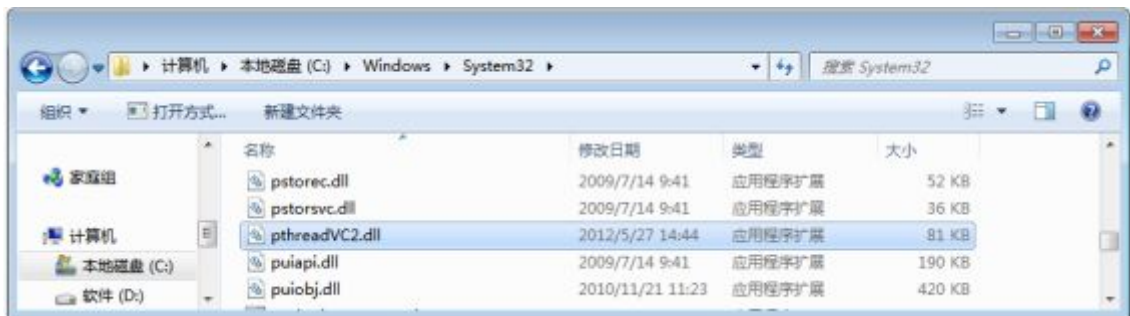 计算机 ▸ 本地磁盘 (C:) ▸ Windows ▸ System32 ▸ 搜索 System32
组织 打开方式... 新建文件夹
名称 修改日期 类型 大小
家庭组 pstorec.dll 2009/7/14 9:41 应用程序扩展 52 KB
pstorsvc.dll 2009/7/14 9:41 应用程序扩展 36 KB
计算机 pthreadVC2.dll 2012/5/27 14:44 应用程序扩展 81 KB
本地磁盘 (C:) puiapi.dll 2009/7/14 9:41 应用程序扩展 190 KB
软件 (D:) puiobj.dll 2010/11/21 11:23 应用程序扩展 420 KB